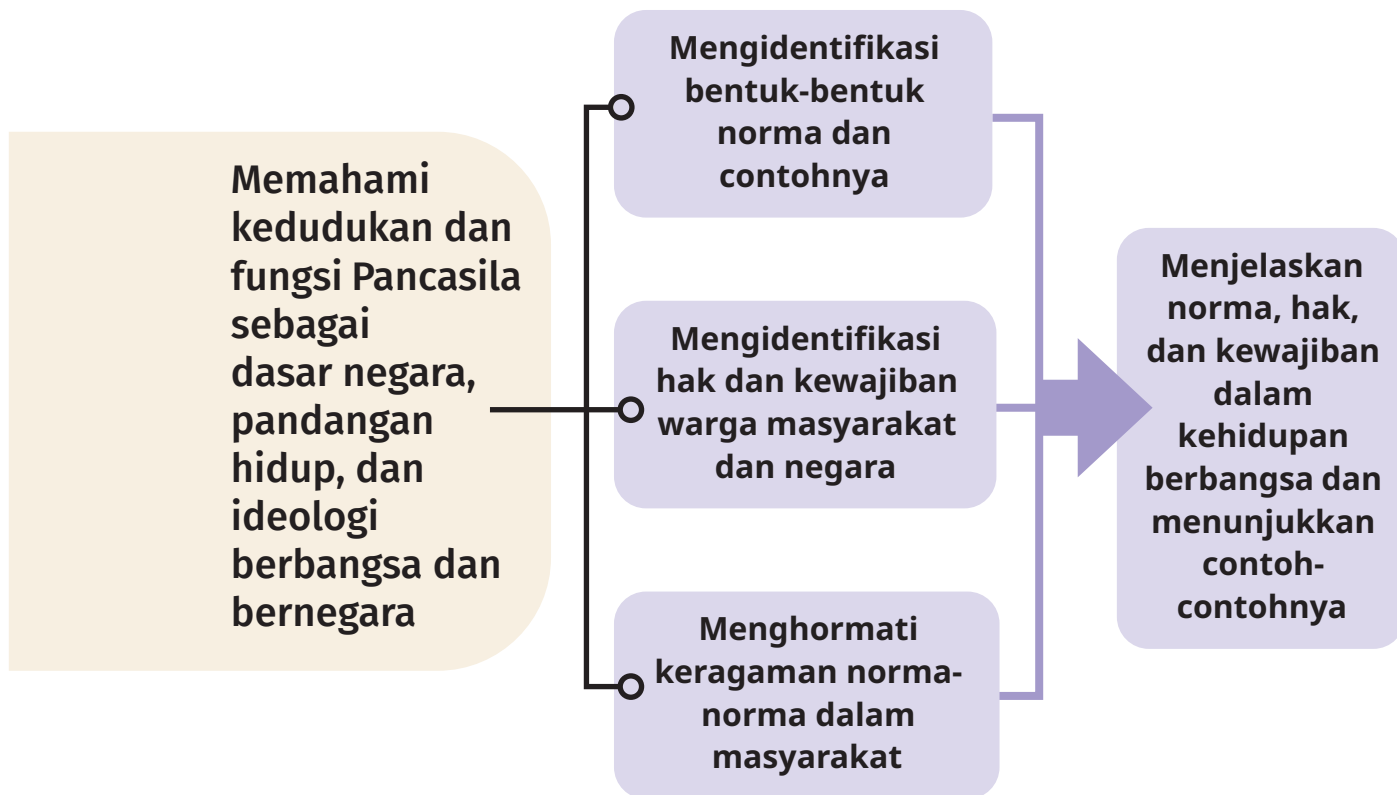 Memahami
kedudukan dan
fungsi Pancasila
sebagai
dasar negara,
pandangan
hidup, dan
ideologi
berbangsa dan
bernegara
Mengidentifikasi
bentuk-bentuk
norma dan
contohnya
Mengidentifikasi
hak dan kewajiban
warga masyarakat
dan negara
Menghormati
keragaman norma-
norma dalam
masyarakat
Menjelaskan
norma, hak,
dan kewajiban
dalam
kehidupan
berbangsa dan
menunjukkan
contoh-
contohnya